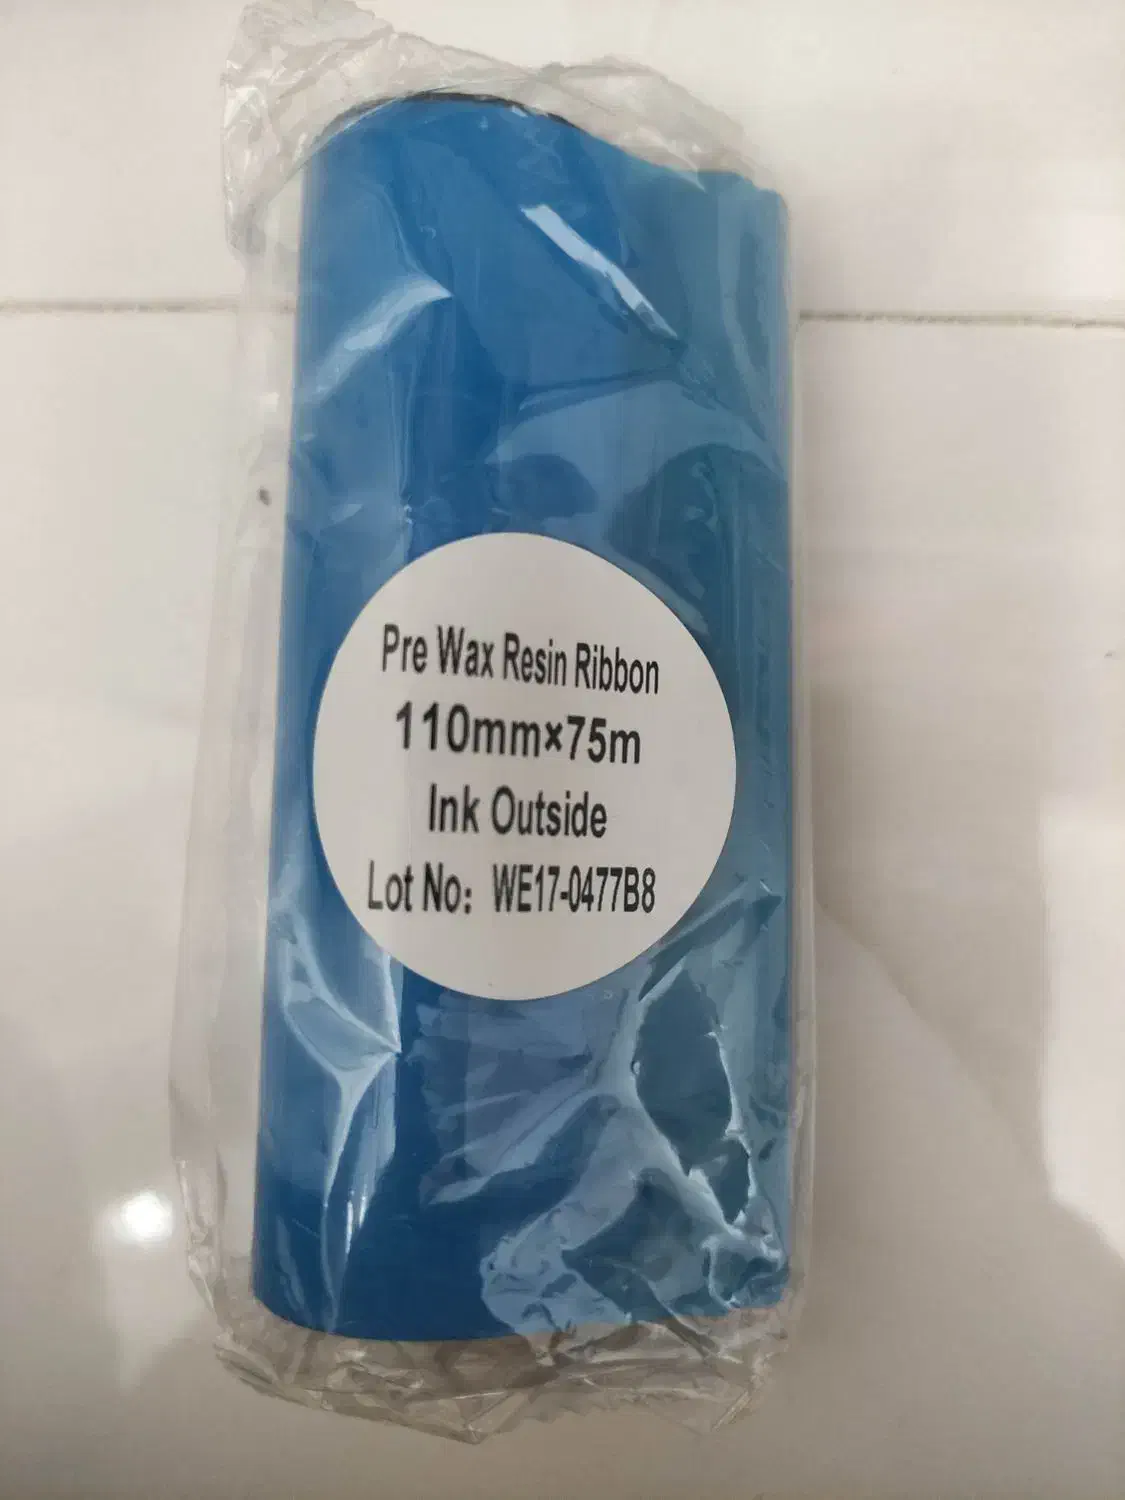 Pre Wax Resin Ribbon
110mm×75m
Ink Outside
Lot No: WE17-0477B8